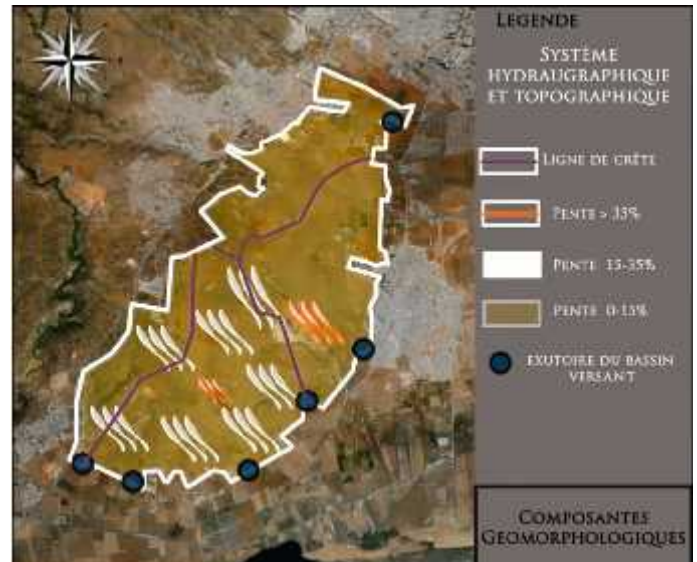 LEGENDE
SYSTÈME
HYDRAUGRAPHIQUE
ET TOPOGRAPHIQUE
LIGNE DE CRÊTE
PENTE > 35%
PENTE 15-35%
PENTE 0-15%
EXUTOIRE DU BASSIN
VERSANT
COMPOSANTES
GEOMORPHOLOGIQUES